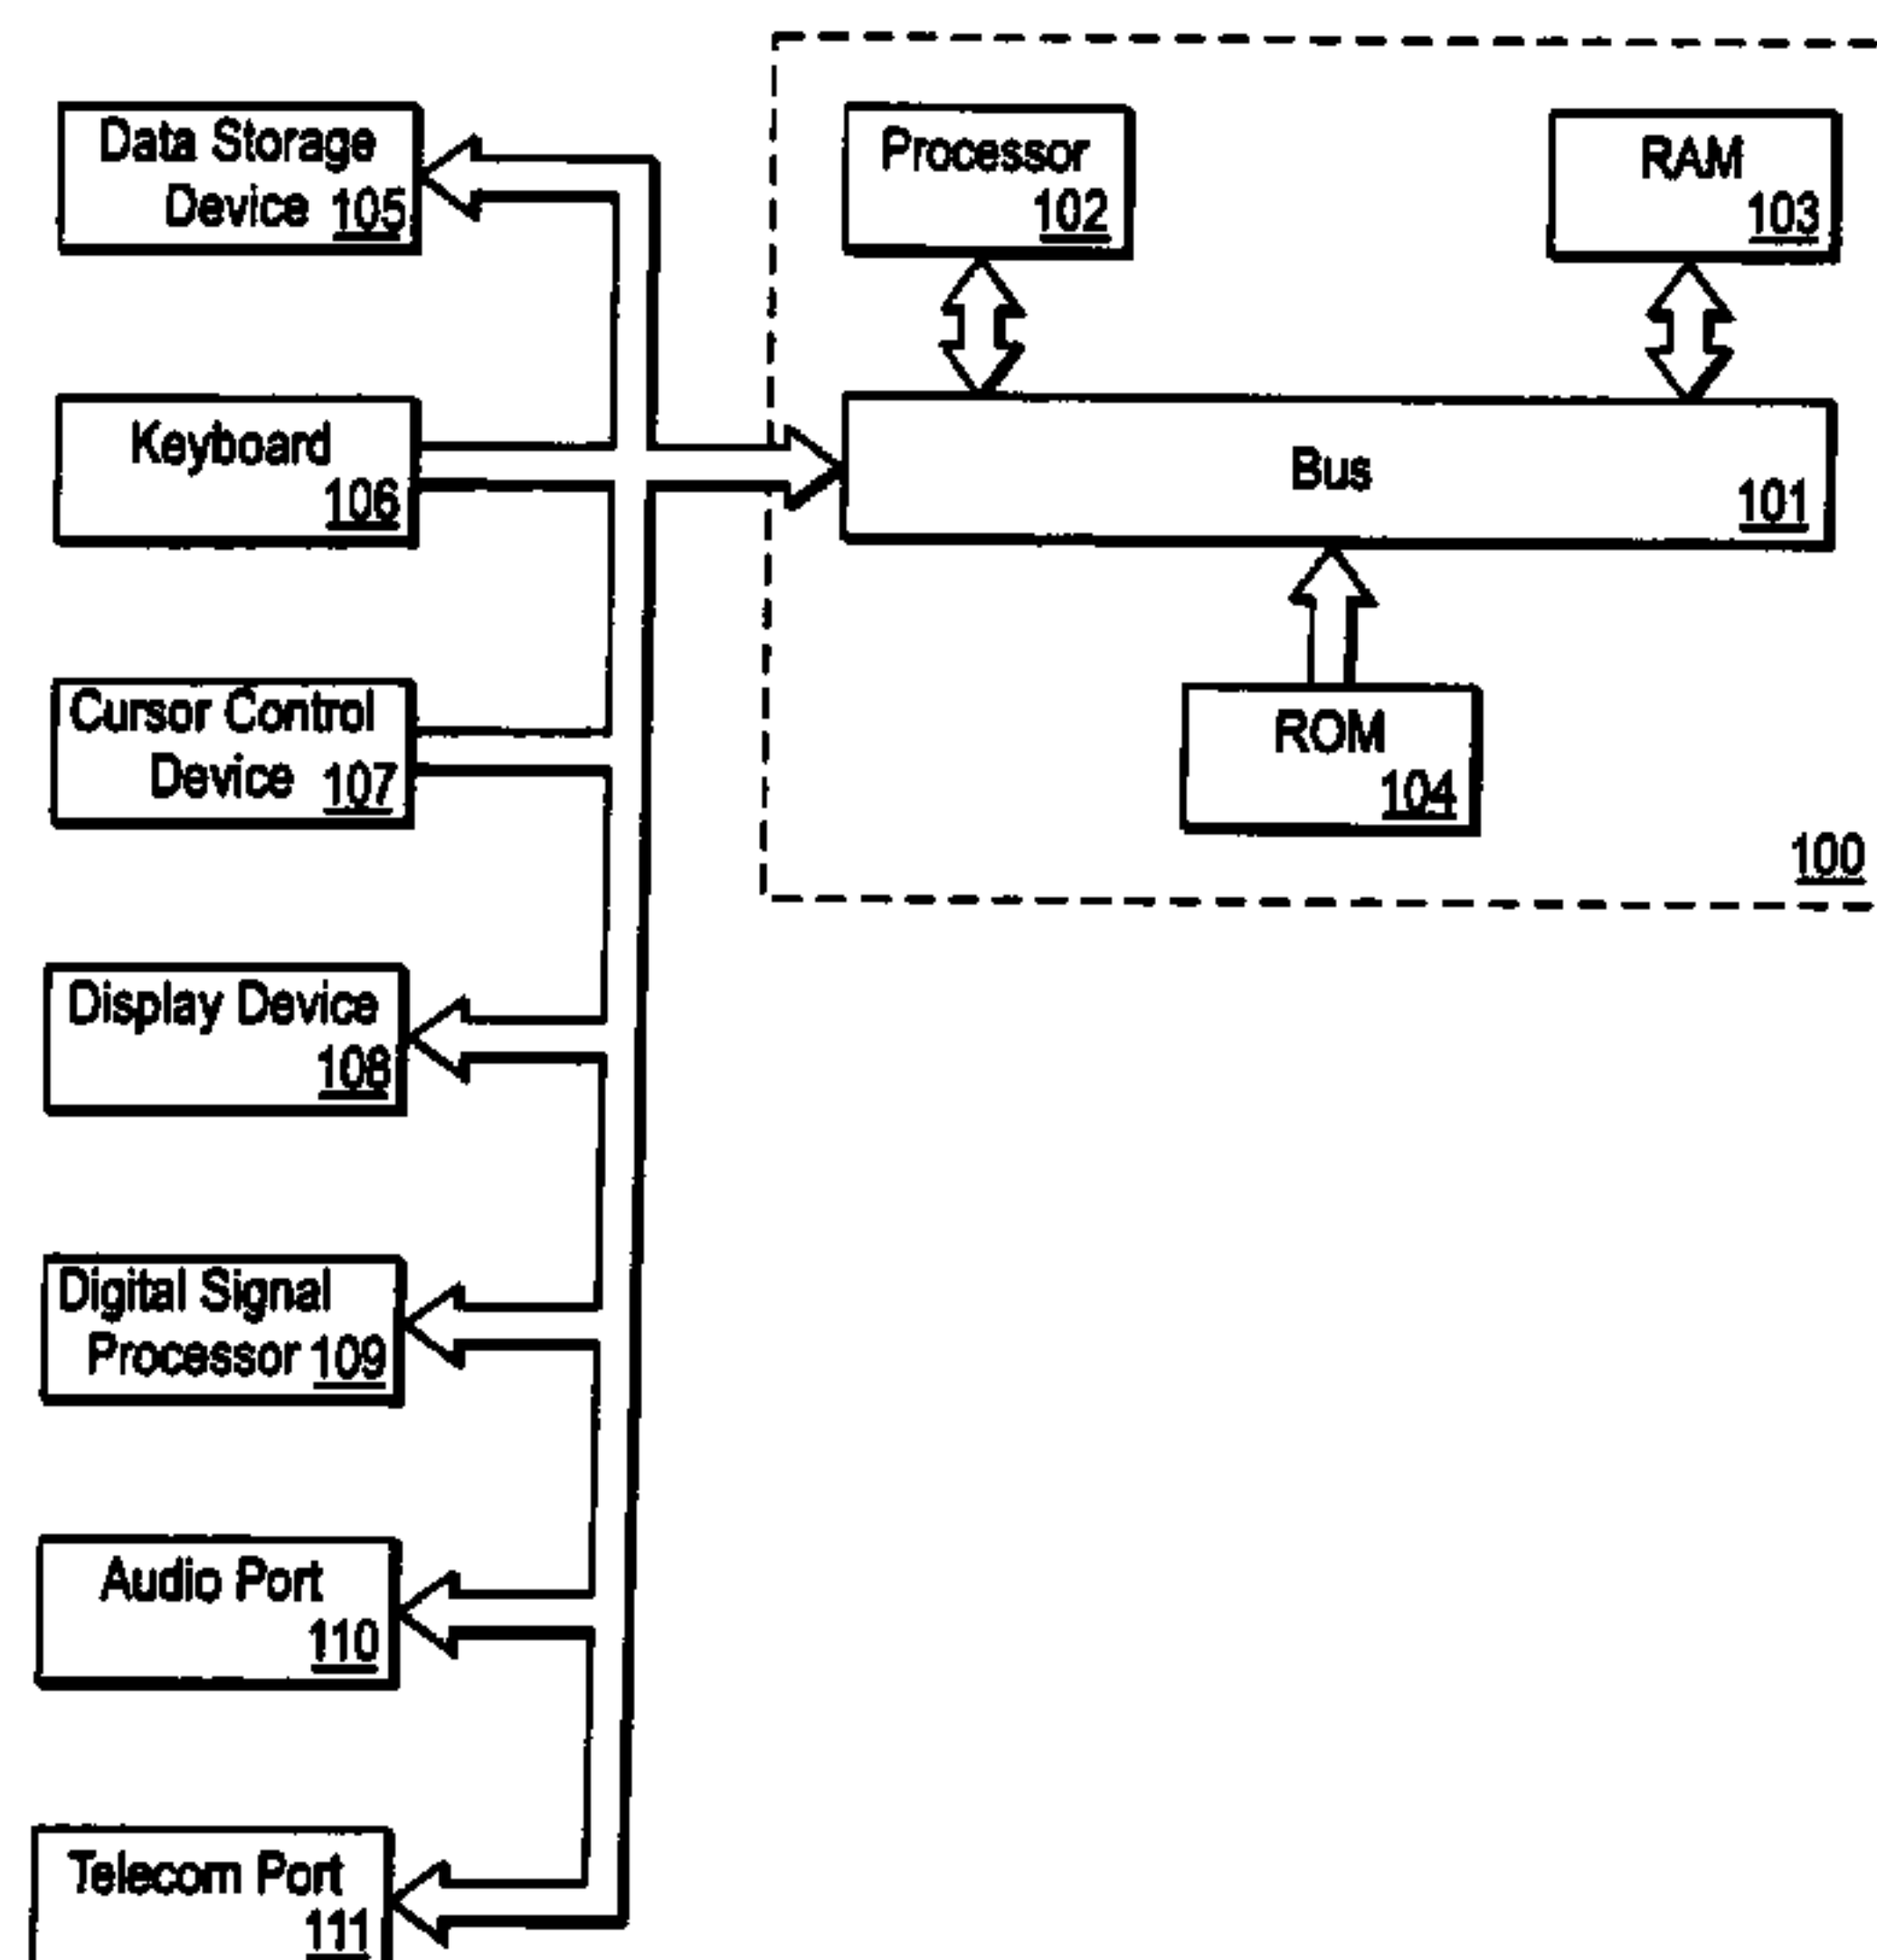 Data Storage
Device 105
Processor
102
RAM
103
Keyboard
106
Bus
101
Cursor Control
Device 107
ROM
104
100
Display Device
108
Digital Signal
Processor 109
Audio Port
110
Telecom Port
111